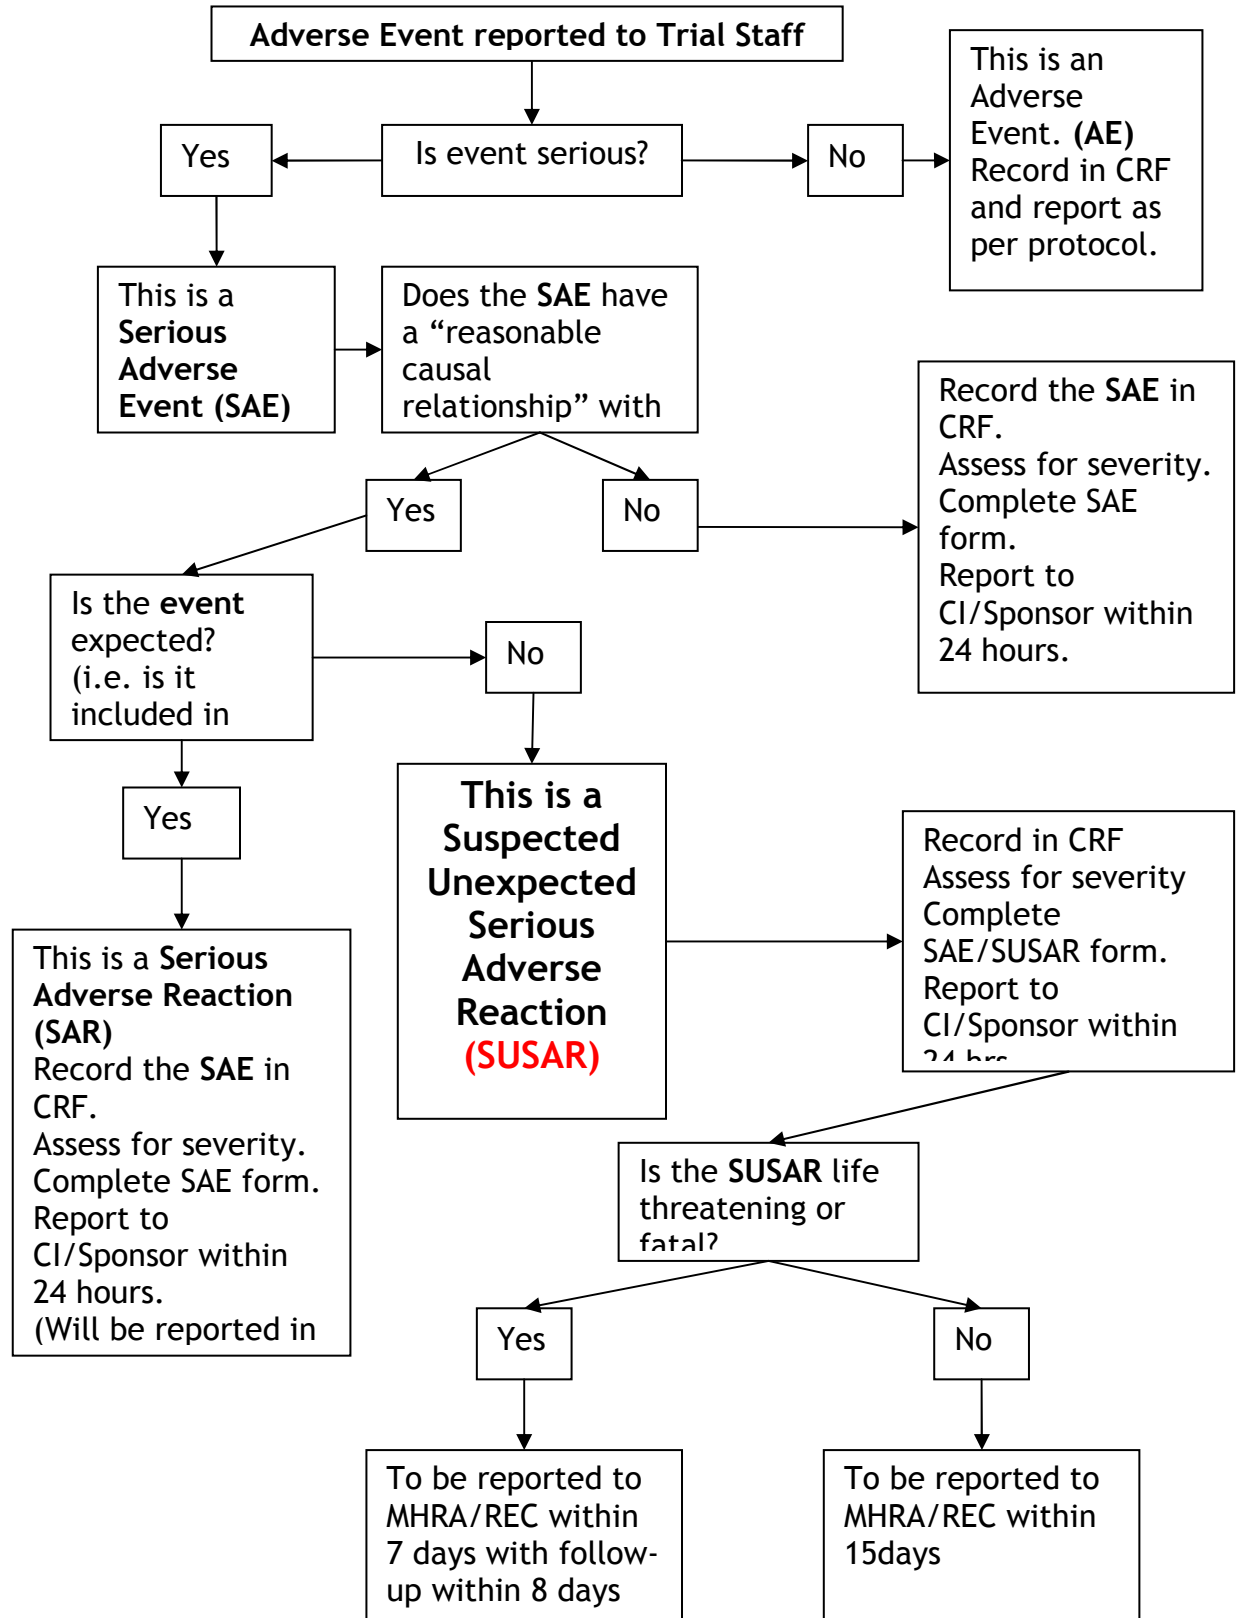 Adverse Event reported to Trial Staff
This is an
Adverse
Event. (AE)
Record in CRF
and report as
per protocol.
Yes
Is event serious?
No
This is a
Serious
Adverse
Event (SAE)
Does the SAE have
a “reasonable
causal
relationship” with
Record the SAE in
CRF.
Assess for severity.
Complete SAE
form.
Report to
CI/Sponsor within
24 hours.
Yes
No
Is the event
expected?
(i.e. is it
included in
No
Yes
This is a
Suspected
Unexpected
Serious
Adverse
Reaction
(SUSAR)
Record in CRF
Assess for severity
Complete
SAE/SUSAR form.
Report to
CI/Sponsor within
24 hrs
This is a Serious
Adverse Reaction
(SAR)
Record the SAE in
CRF.
Assess for severity.
Complete SAE form.
Report to
CI/Sponsor within
24 hours.
(Will be reported in
Is the SUSAR life
threatening or
fatal?
Yes
No
To be reported to
MHRA/REC within
7 days with follow-
up within 8 days
To be reported to
MHRA/REC within
15days